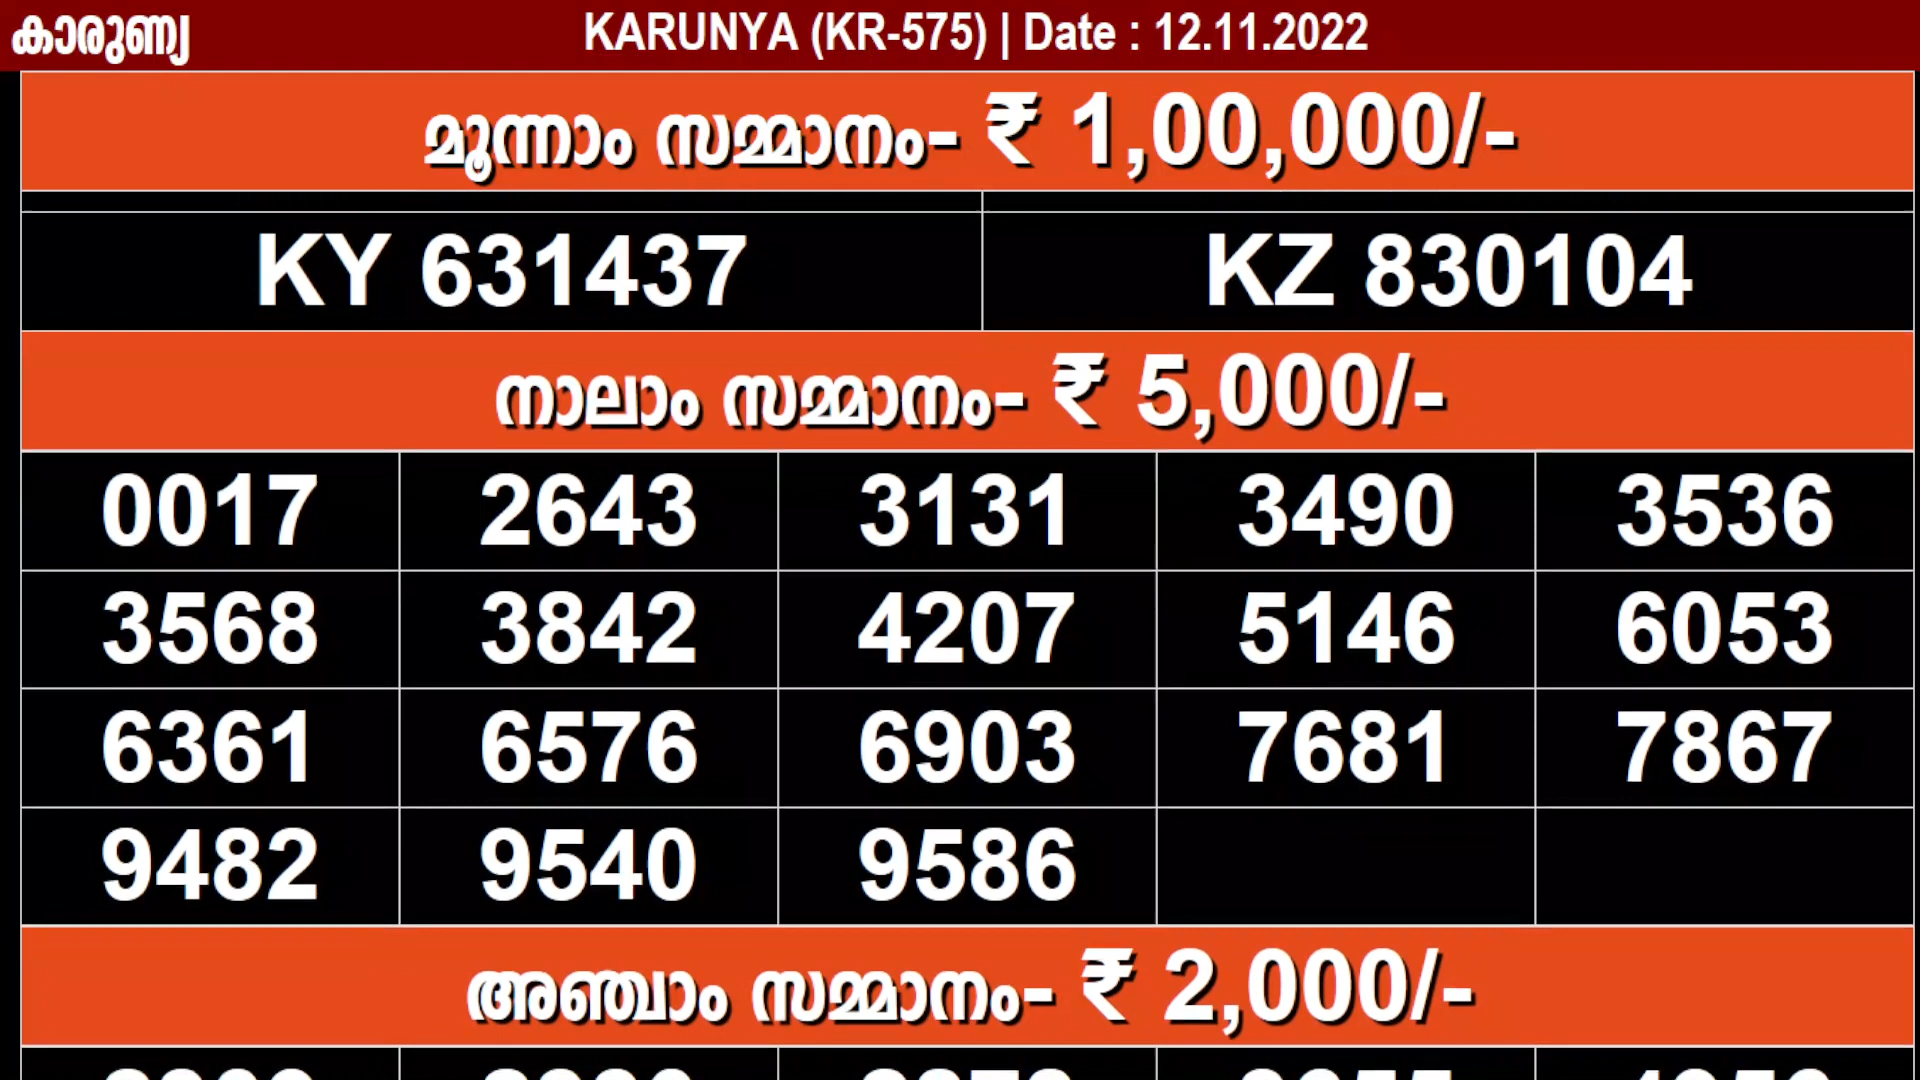 കാരുണ്യ KARUNYA (KR-575) | Date : 12.11.2022
മൂന്നാം സമ്മാനം- ₹ 1,00,000/-
KY 631437 KZ 830104
നാലാം സമ്മാനം- ₹ 5,000/-
0017 2643 3131 3490 3536
3568 3842 4207 5146 6053
6361 6576 6903 7681 7867
9482 9540 9586
അഞ്ചാം സമ്മാനം- ₹ 2,000/-